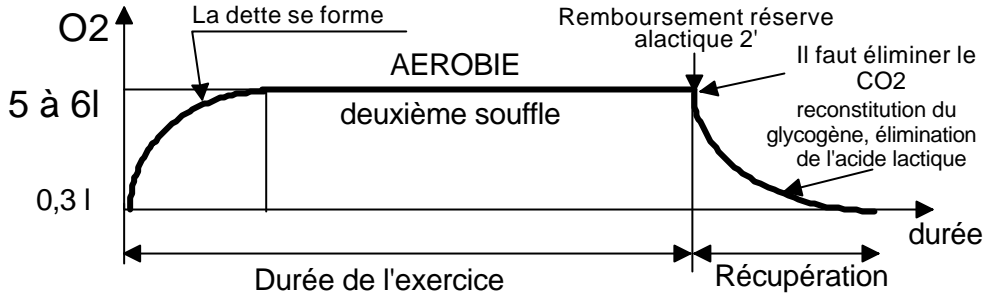 O2
La dette se forme
Remboursement réserve
alactique 2'
Il faut éliminer le
CO2
AEROBIE
5 à 6l
deuxième souffle
reconstitution du
glycogène, élimination
de l'acide lactique
0,3 l
durée
Durée de l'exercice
Récupération